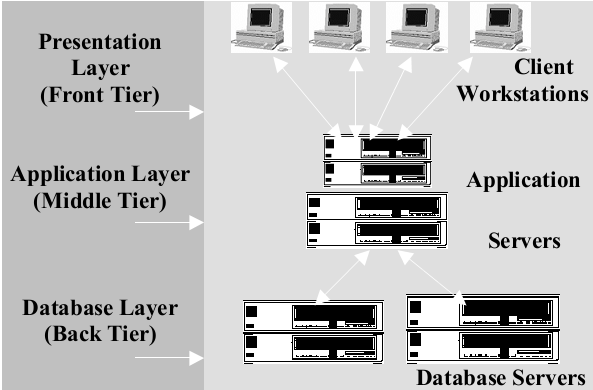 Presentation
Layer
(Front Tier)
Client
Workstations
Application Layer
(Middle Tier)
Application
Servers
Database Layer
(Back Tier)
Database Servers